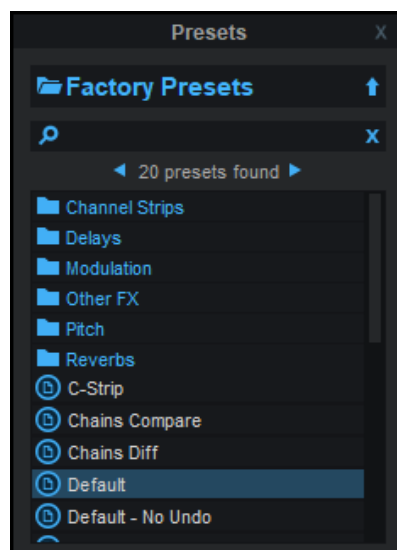 Presets X
Factory Presets
X
20 presets found
Channel Strips
Delays
Modulation
Other FX
Pitch
Reverbs
C-Strip
Chains Compare
Chains Diff
Default
Default - No Undo